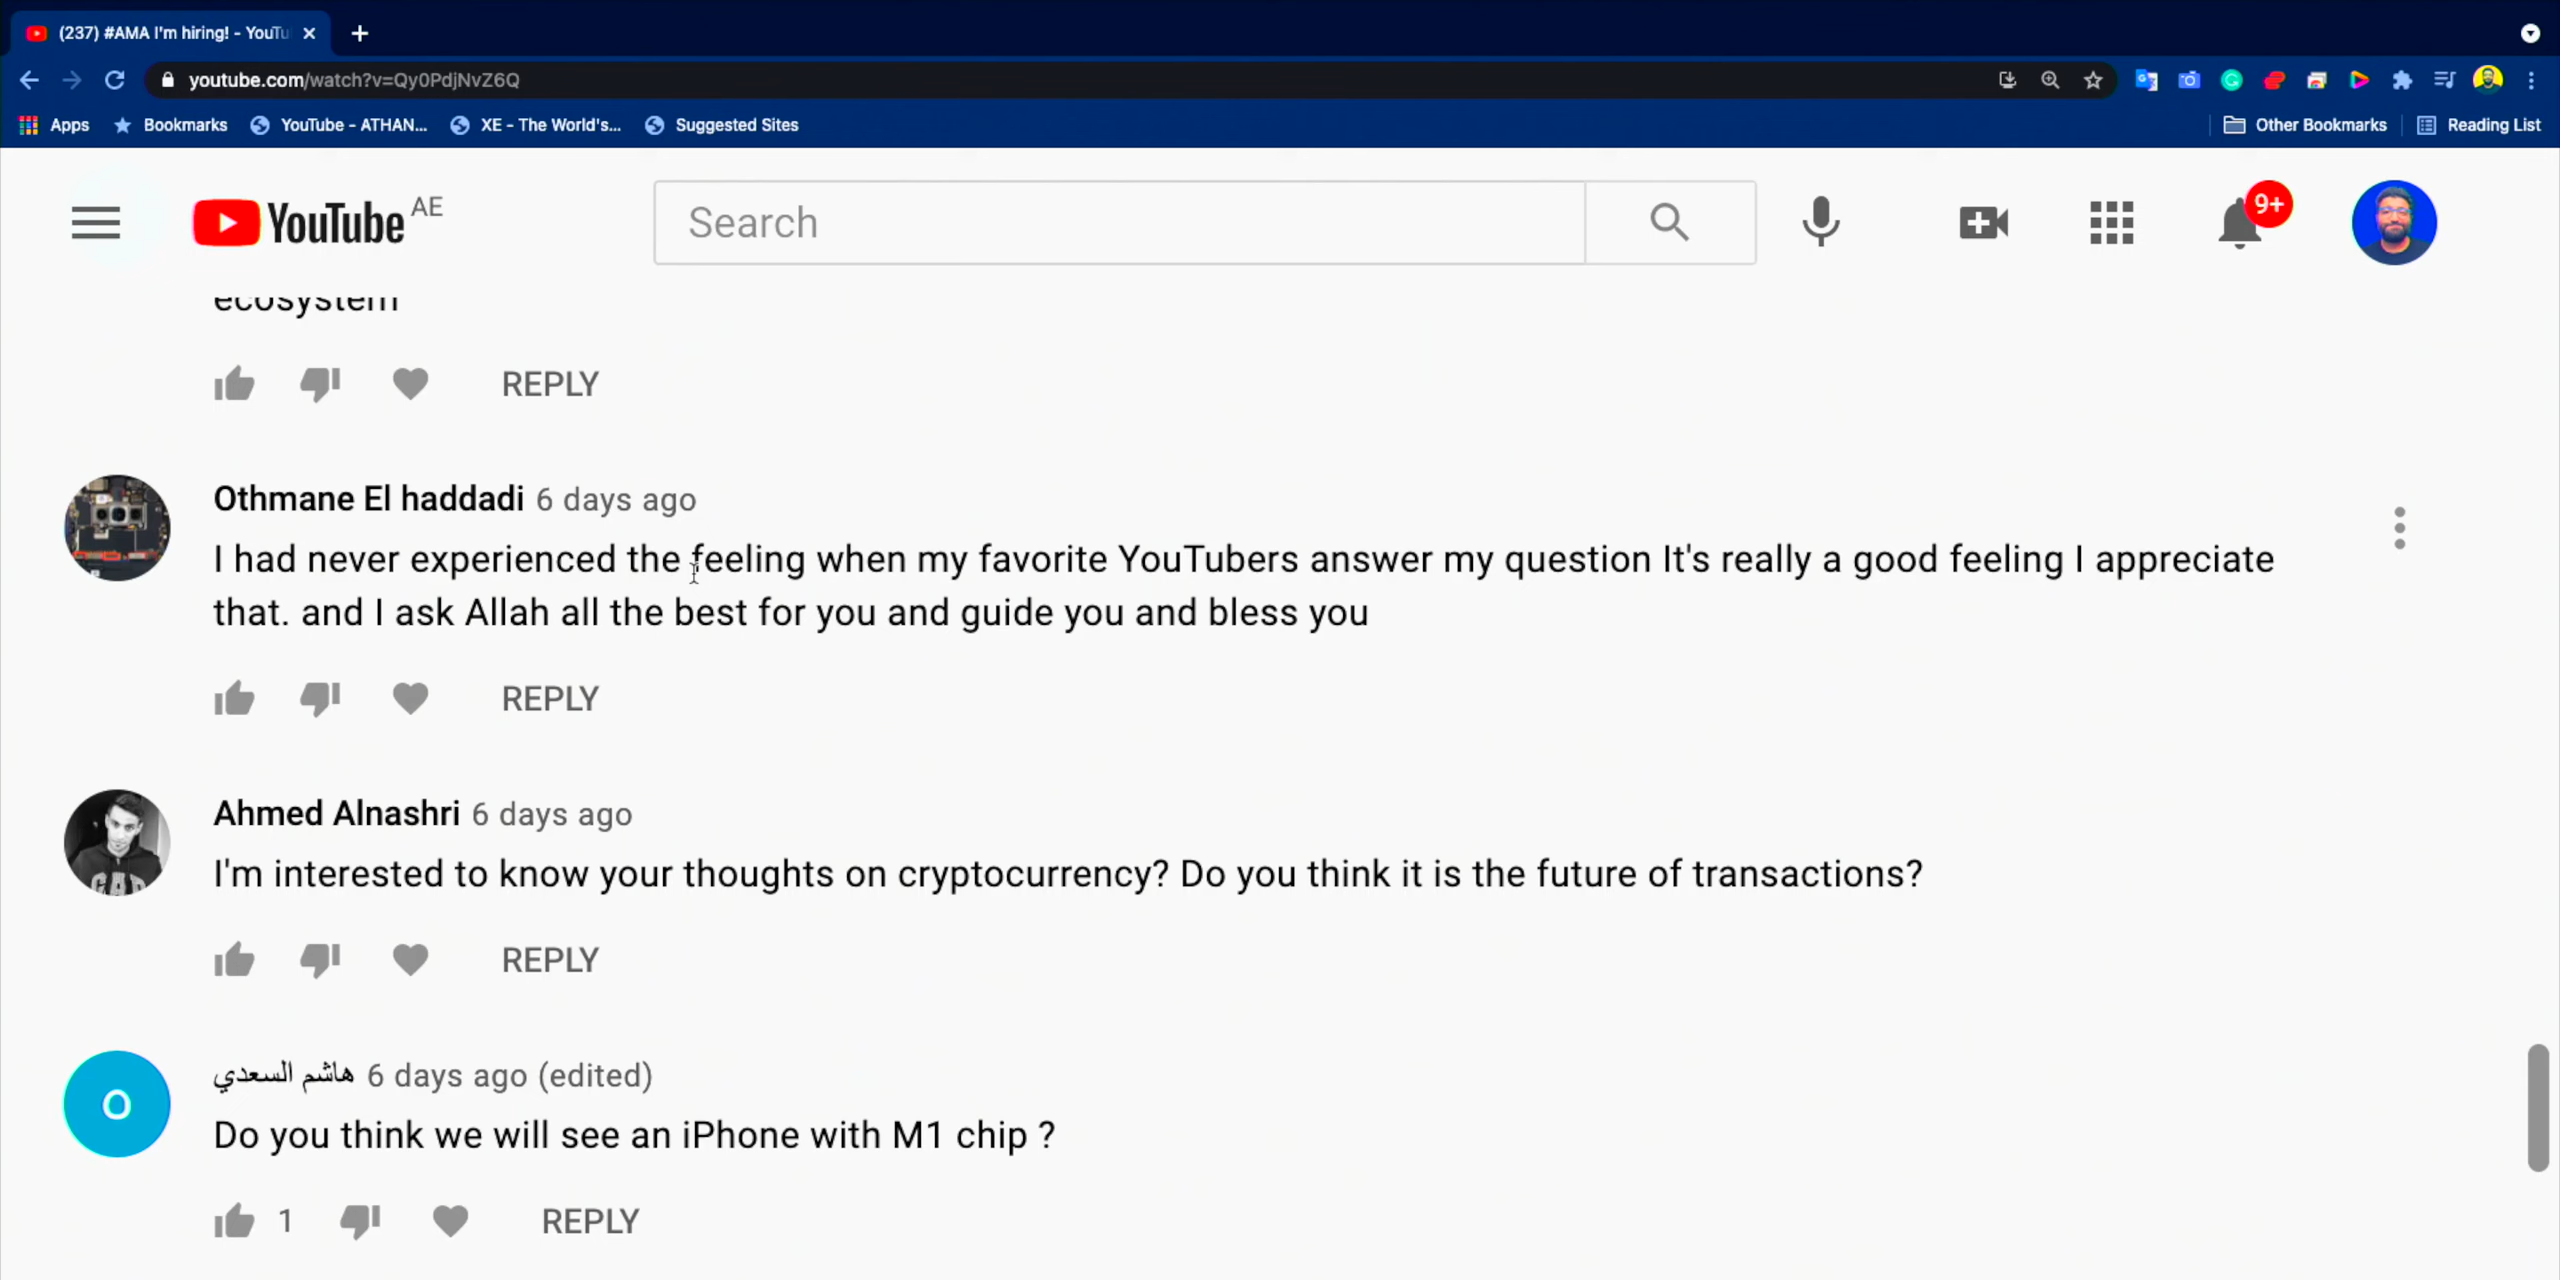 (237) #AMA I'm hiring! - YouTu
youtube.com/watch?v=Qy0PdjNvZ6Q
Apps Bookmarks YouTube - ATHAN... XE - The World's... Suggested Sites Other Bookmarks Reading List
YouTube AE Search 9+
ecosystem
REPLY
Othmane El haddadi 6 days ago
I had never experienced the feeling when my favorite YouTubers answer my question It's really a good feeling I appreciate
that. and I ask Allah all the best for you and guide you and bless you
REPLY
Ahmed Alnashri 6 days ago
I'm interested to know your thoughts on cryptocurrency? Do you think it is the future of transactions?
REPLY
هاشم السعدي 6 days ago (edited)
O
Do you think we will see an iPhone with M1 chip ?
1 REPLY